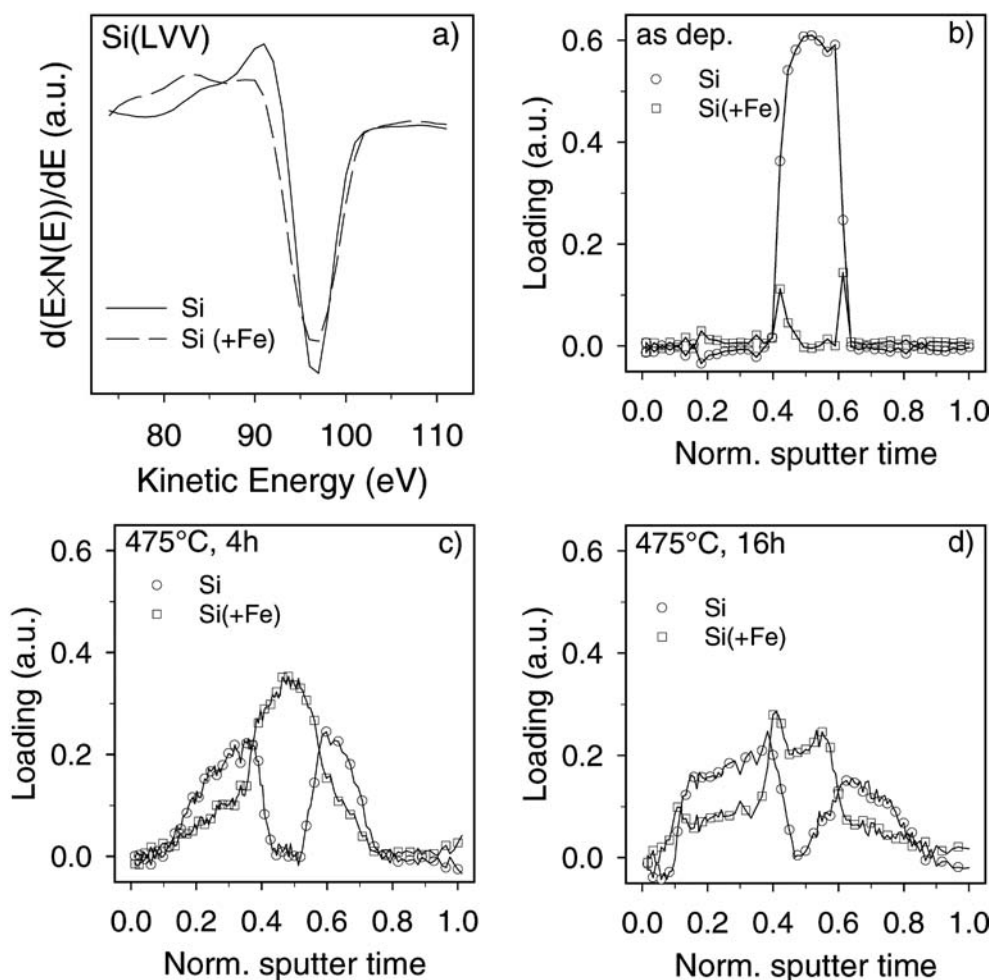 Si(LVV)
a)
d(E×N(E))/dE (a.u.)
Si
Si (+Fe)
80 90 100 110
Kinetic Energy (eV)
as dep.
b)
Si
Si(+Fe)
Loading (a.u.)
0.6
0.4
0.2
0.0
0.0 0.2 0.4 0.6 0.8 1.0
Norm. sputter time
475°C, 4h
c)
Si
Si(+Fe)
Loading (a.u.)
0.6
0.4
0.2
0.0
0.0 0.2 0.4 0.6 0.8 1.0
Norm. sputter time
475°C, 16h
d)
Si
Si(+Fe)
Loading (a.u.)
0.6
0.4
0.2
0.0
0.0 0.2 0.4 0.6 0.8 1.0
Norm. sputter time